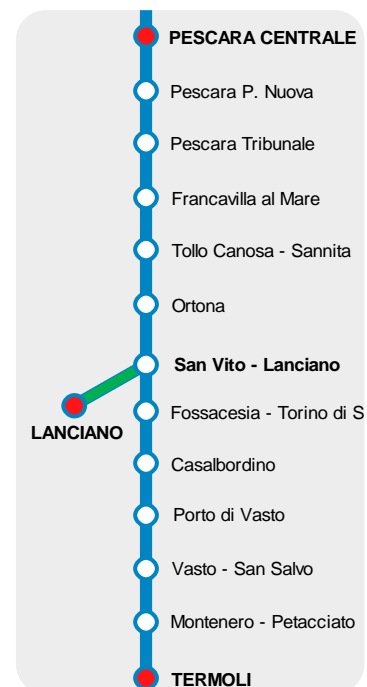 PESCARA CENTRALE
Pescara P. Nuova
Pescara Tribunale
Francavilla al Mare
Tollo Canosa - Sannita
Ortona
San Vito - Lanciano
Fossacesia - Torino di S
LANCIANO
Casalbordino
Porto di Vasto
Vasto - San Salvo
Montenero - Petacciato
TERMOLI